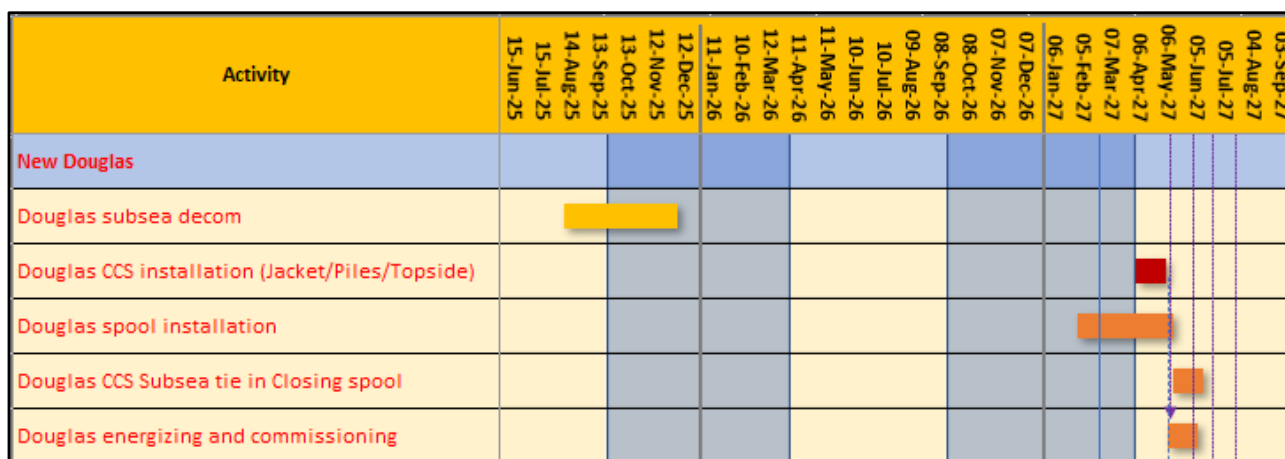 Activity
15-Jun-25
15-Jul-25
14-Aug-25
13-Sep-25
13-Oct-25
12-Nov-25
12-Dec-25
11-Jan-26
10-Feb-26
12-Mar-26
11-Apr-26
11-May-26
10-Jun-26
10-Jul-26
09-Aug-26
08-Sep-26
08-Oct-26
07-Nov-26
07-Dec-26
06-Jan-27
05-Feb-27
07-Mar-27
06-Apr-27
06-May-27
05-Jun-27
05-Jul-27
04-Aug-27
03-Sep-27
New Douglas
Douglas subsea decom
Douglas CCS installation (Jacket/Piles/Topside)
Douglas spool installation
Douglas CCS Subsea tie in Closing spool
Douglas energizing and commissioning